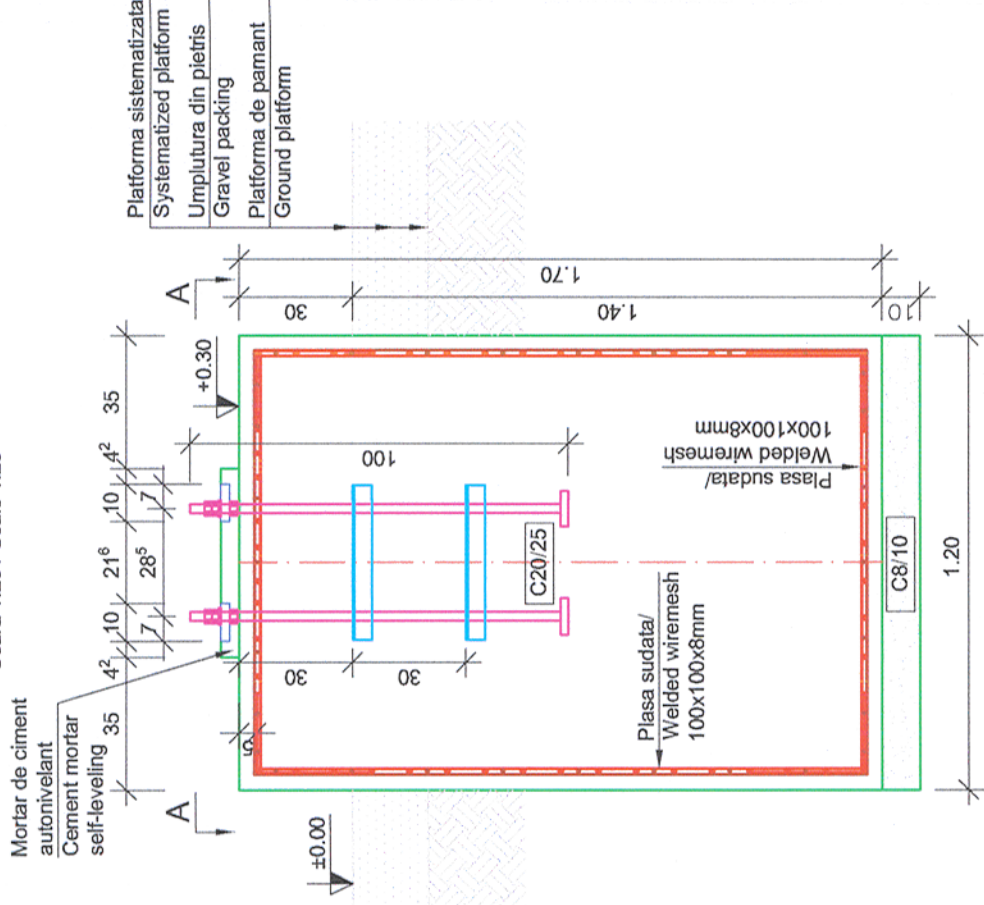 Mortar de ciment
autonivelant
Cement mortar
self-leveling
Platforma sistematizata
Systematized platform
Umplutura din pietris
Gravel packing
Platforma de pamant
Ground platform
35
4²
10
21⁶
10
4²
35
7
28⁵
7
A
A
+0.30
±0.00
5
30
30
100
30
1.40
1.70
10
C20/25
Plasa sudata/
Welded wiremesh
100x100x8mm
Plasa sudata/
Welded wiremesh
100x100x8mm
C8/10
1.20